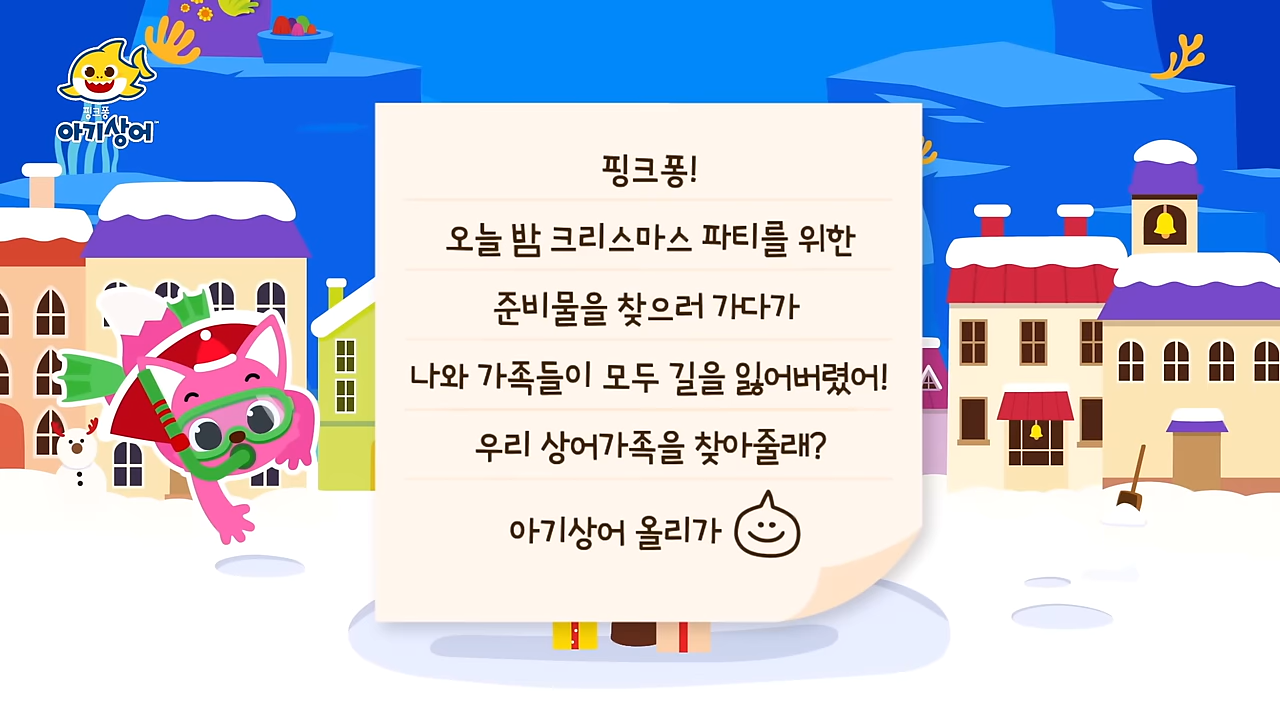 핑크퐁
아기상어™
핑크퐁!
오늘 밤 크리스마스 파티를 위한
준비물을 찾으러 가다가
나와 가족들이 모두 길을 잃어버렸어!
우리 상어가족을 찾아줄래?
아기상어 올리가